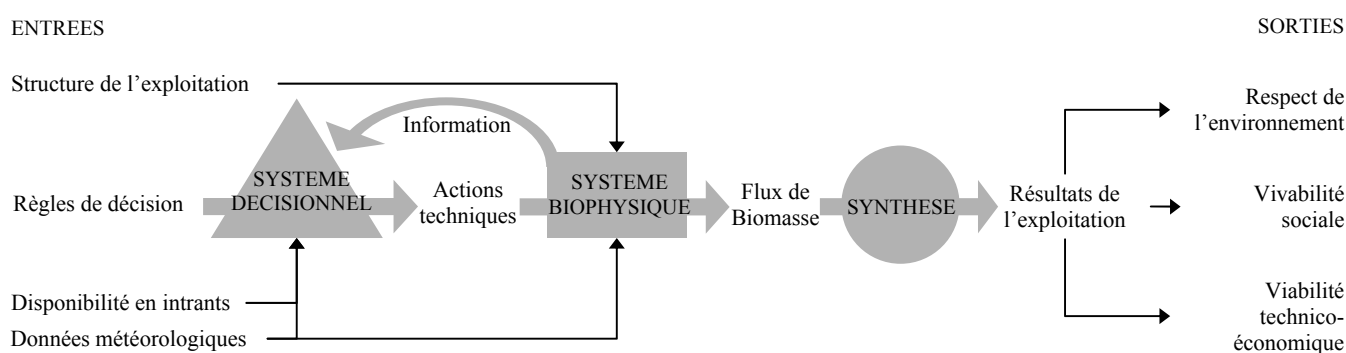 ENTREES
SORTIES
Structure de l’exploitation
Information
Règles de décision
SYSTEME
DECISIONNEL
Actions
techniques
SYSTEME
BIOPHYSIQUE
Flux de
Biomasse
SYNTHESE
Résultats de
l’exploitation
Respect de
l’environnement
Vivabilité
sociale
Viabilité
technico-
économique
Disponibilité en intrants
Données météorologiques